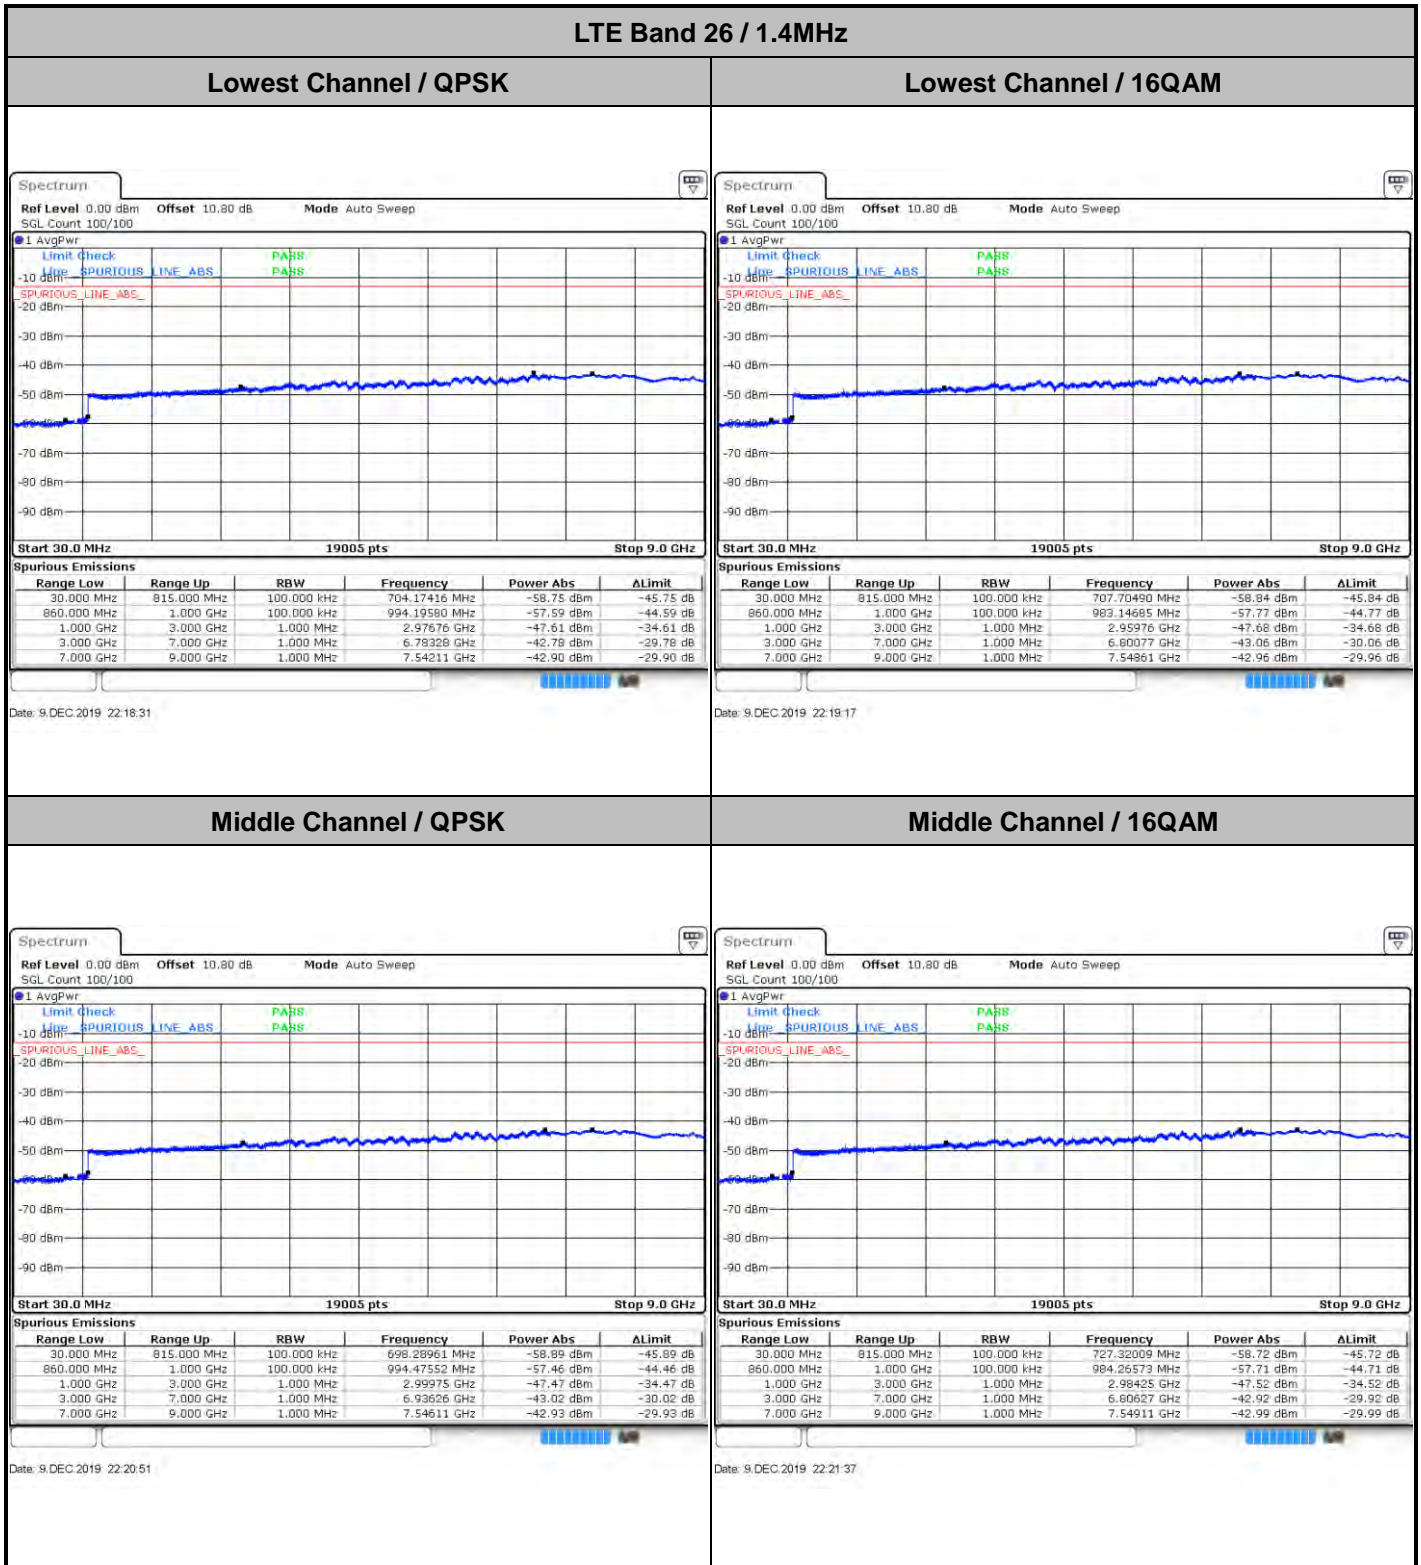 LTE Band 26 / 1.4MHz
Lowest Channel / QPSK
Lowest Channel / 16QAM
Spectrum
Ref Level 0.00 dBm Offset 10.80 dB Mode Auto Sweep
SGL Count 100/100
1 AvgPwr
Limit Check PASS
Line _SPURIOUS_LINE_ABS_ PASS
-10 dBm
_SPURIOUS_LINE_ABS_
-20 dBm
-30 dBm
-40 dBm
-50 dBm
-60 dBm
-70 dBm
-80 dBm
-90 dBm
Start 30.0 MHz 19005 pts Stop 9.0 GHz
Spurious Emissions
Range Low Range Up RBW Frequency Power Abs ΔLimit
30.000 MHz 815.000 MHz 100.000 kHz 704.17416 MHz -58.75 dBm -45.75 dB
860.000 MHz 1.000 GHz 100.000 kHz 994.19580 MHz -57.59 dBm -44.59 dB
1.000 GHz 3.000 GHz 1.000 MHz 2.97676 GHz -47.61 dBm -34.61 dB
3.000 GHz 7.000 GHz 1.000 MHz 6.78328 GHz -42.78 dBm -29.78 dB
7.000 GHz 9.000 GHz 1.000 MHz 7.54211 GHz -42.90 dBm -29.90 dB
Date: 9.DEC.2019 22:18:31
Spectrum
Ref Level 0.00 dBm Offset 10.80 dB Mode Auto Sweep
SGL Count 100/100
1 AvgPwr
Limit Check PASS
Line _SPURIOUS_LINE_ABS_ PASS
-10 dBm
_SPURIOUS_LINE_ABS_
-20 dBm
-30 dBm
-40 dBm
-50 dBm
-60 dBm
-70 dBm
-80 dBm
-90 dBm
Start 30.0 MHz 19005 pts Stop 9.0 GHz
Spurious Emissions
Range Low Range Up RBW Frequency Power Abs ΔLimit
30.000 MHz 815.000 MHz 100.000 kHz 707.70490 MHz -58.84 dBm -45.84 dB
860.000 MHz 1.000 GHz 100.000 kHz 983.14685 MHz -57.77 dBm -44.77 dB
1.000 GHz 3.000 GHz 1.000 MHz 2.95976 GHz -47.68 dBm -34.68 dB
3.000 GHz 7.000 GHz 1.000 MHz 6.80077 GHz -43.06 dBm -30.06 dB
7.000 GHz 9.000 GHz 1.000 MHz 7.54861 GHz -42.96 dBm -29.96 dB
Date: 9.DEC.2019 22:19:17
Middle Channel / QPSK
Middle Channel / 16QAM
Spectrum
Ref Level 0.00 dBm Offset 10.80 dB Mode Auto Sweep
SGL Count 100/100
1 AvgPwr
Limit Check PASS
Line _SPURIOUS_LINE_ABS_ PASS
-10 dBm
_SPURIOUS_LINE_ABS_
-20 dBm
-30 dBm
-40 dBm
-50 dBm
-60 dBm
-70 dBm
-80 dBm
-90 dBm
Start 30.0 MHz 19005 pts Stop 9.0 GHz
Spurious Emissions
Range Low Range Up RBW Frequency Power Abs ΔLimit
30.000 MHz 815.000 MHz 100.000 kHz 698.28961 MHz -58.89 dBm -45.89 dB
860.000 MHz 1.000 GHz 100.000 kHz 994.47552 MHz -57.46 dBm -44.46 dB
1.000 GHz 3.000 GHz 1.000 MHz 2.99975 GHz -47.47 dBm -34.47 dB
3.000 GHz 7.000 GHz 1.000 MHz 6.93626 GHz -43.02 dBm -30.02 dB
7.000 GHz 9.000 GHz 1.000 MHz 7.54611 GHz -42.93 dBm -29.93 dB
Date: 9.DEC.2019 22:20:51
Spectrum
Ref Level 0.00 dBm Offset 10.80 dB Mode Auto Sweep
SGL Count 100/100
1 AvgPwr
Limit Check PASS
Line _SPURIOUS_LINE_ABS_ PASS
-10 dBm
_SPURIOUS_LINE_ABS_
-20 dBm
-30 dBm
-40 dBm
-50 dBm
-60 dBm
-70 dBm
-80 dBm
-90 dBm
Start 30.0 MHz 19005 pts Stop 9.0 GHz
Spurious Emissions
Range Low Range Up RBW Frequency Power Abs ΔLimit
30.000 MHz 815.000 MHz 100.000 kHz 727.32009 MHz -58.72 dBm -45.72 dB
860.000 MHz 1.000 GHz 100.000 kHz 984.26573 MHz -57.71 dBm -44.71 dB
1.000 GHz 3.000 GHz 1.000 MHz 2.98425 GHz -47.52 dBm -34.52 dB
3.000 GHz 7.000 GHz 1.000 MHz 6.80627 GHz -42.92 dBm -29.92 dB
7.000 GHz 9.000 GHz 1.000 MHz 7.54911 GHz -42.99 dBm -29.99 dB
Date: 9.DEC.2019 22:21:37